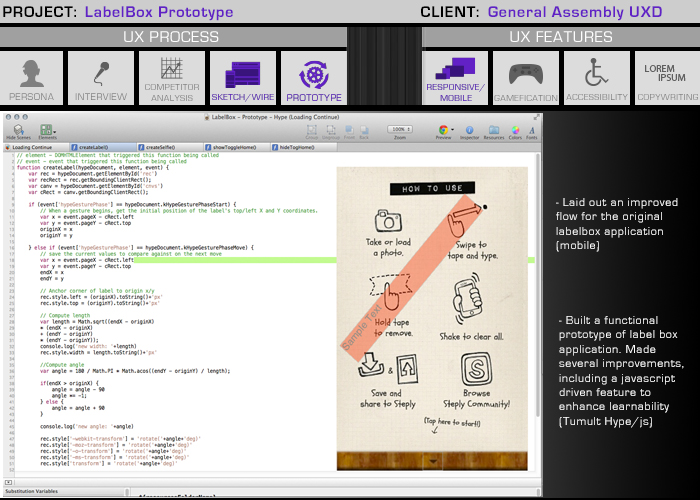 PROJECT: LabelBox Prototype
CLIENT: General Assembly UXD
UX PROCESS
UX FEATURES
PERSONA
INTERVIEW
COMPETITOR
ANALYSIS
SKETCH/WIRE
PROTOTYPE
RESPONSIVE/
MOBILE
GAMEFICATION
ACCESSIBILITY
LOREM
IPSUM
COPYWRITING
LabelBox - Prototype - Hype (Loading Continue)
Hide Scenes
Elements
100%
Zoom
Preview
Inspector
Resources
Colors
Fonts
Loading Continue
createLabel()
createSelfie()
showToggleHome()
hideTagHome()
// element - DOMHTMLElement that triggered this function being called
// event - event that triggered this function being called
function createLabel(hypeDocument, element, event) {
var rec = hypeDocument.getElementById('rec')
var recRect = rec.getBoundingClientRect();
var canv = hypeDocument.getElementById('cnvs')
var cRect = canv.getBoundingClientRect();
if (event['hypeGesturePhase'] == hypeDocument.kHypeGesturePhaseStart) {
// When a gesture begins, get the initial position of the label's top/left X and Y coordinates.
var x = event.pageX - cRect.left
var y = event.pageY - cRect.top
originX = x
originY = y
} else if (event['hypeGesturePhase'] == hypeDocument.kHypeGesturePhaseMove) {
// save the current values to compare against on the next move
var x = event.pageX - cRect.left
var y = event.pageY - cRect.top
endX = x
endY = y
// Anchor corner of label to origin x/y
rec.style.left = (originX).toString()+'px'
rec.style.top = (originY).toString()+'px'
// Compute length
var length = Math.sqrt((endX - originX)
* (endX - originX)
+ (endY - originY)
* (endY - originY));
console.log('new width: '+length)
rec.style.width = length.toString()+'px'
//Compute angle
var angle = 180 / Math.PI * Math.acos((endY - originY) / length);
if(endX > originX) {
angle = angle - 90
angle *= -1;
} else {
angle = angle + 90
}
console.log('new angle: '+angle)
rec.style['-webkit-transform'] = 'rotate('+angle+'deg)'
rec.style['-moz-transform'] = 'rotate('+angle+'deg)'
rec.style['-o-transform'] = 'rotate('+angle+'deg)'
rec.style['-ms-transform'] = 'rotate('+angle+'deg)'
rec.style['transform'] = 'rotate('+angle+'deg)'
Substitution Variables
HOW TO USE
Take or load
a photo.
Swipe to
tape and type.
Sample Text
Hold tape
to remove.
Shake to clear all.
&
S
Save and
share to Steply
Browse
Steply Community!
(Tap here to start!)
- Laid out an improved
flow for the original
labelbox application
(mobile)
- Built a functional
prototype of label box
application. Made
several improvements,
including a javascript
driven feature to
enhance learnability
(Tumult Hype/js)